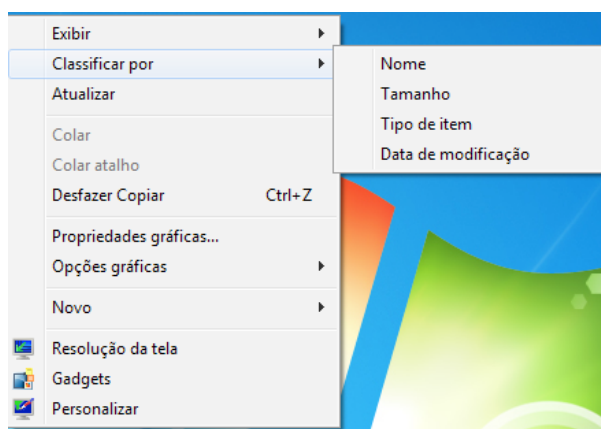 Exibir
Classificar por
Atualizar
Colar
Colar atalho
Desfazer Copiar Ctrl+Z
Propriedades gráficas...
Opções gráficas
Novo
Resolução da tela
Gadgets
Personalizar
Nome
Tamanho
Tipo de item
Data de modificação